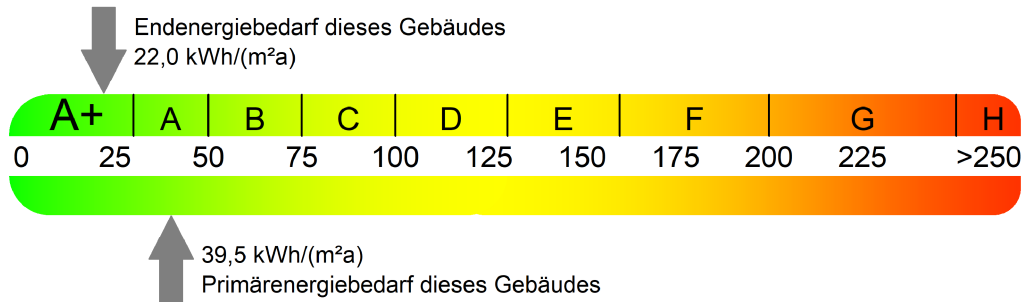 Endenergiebedarf dieses Gebäudes
22,0 kWh/(m²a)
A+ A B C D E F G H
0 25 50 75 100 125 150 175 200 225 >250
39,5 kWh/(m²a)
Primärenergiebedarf dieses Gebäudes